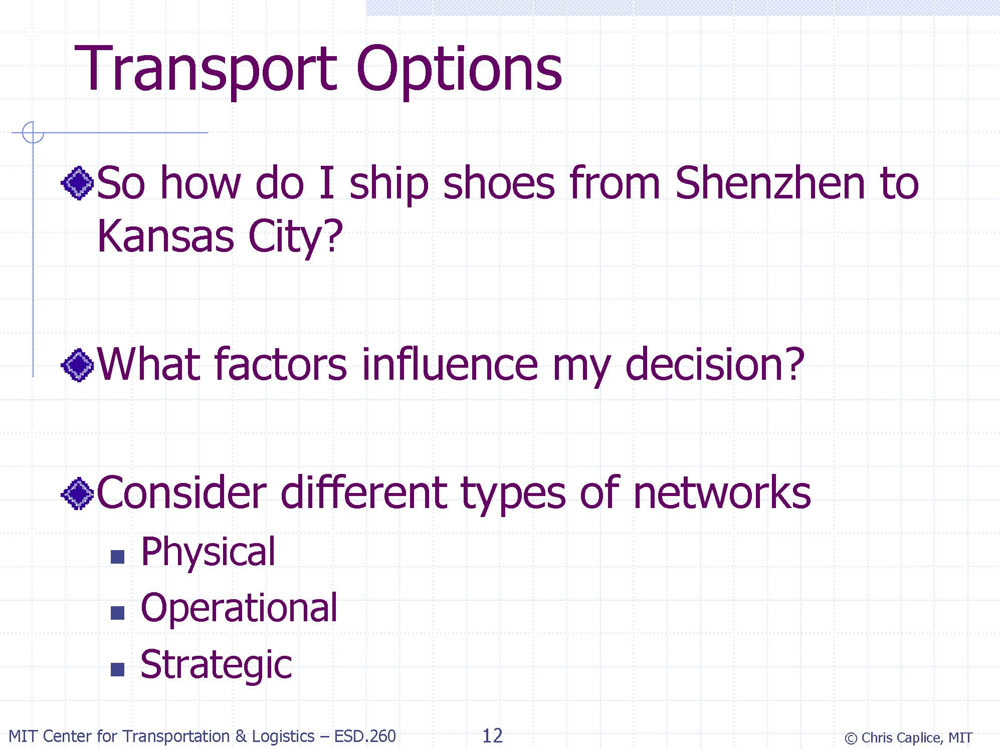 Transport Options
So how do I ship shoes from Shenzhen to
Kansas City?
What factors influence my decision?
Consider different types of networks
Physical
Operational
Strategic
MIT Center for Transportation & Logistics – ESD.260
12
© Chris Caplice, MIT